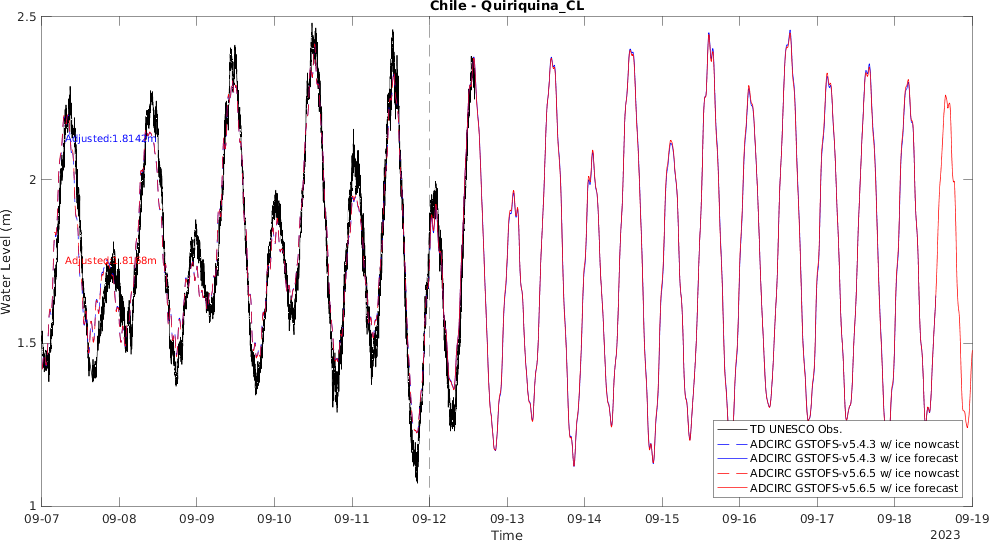 Chile - Quiriquina_CL
2.5
2
1.5
1
Water Level (m)
Adjusted:1.8142m
TD UNESCO Obs.
ADCIRC GSTOFS-v5.4.3 w/ ice nowcast
ADCIRC GSTOFS-v5.4.3 w/ ice forecast
ADCIRC GSTOFS-v5.6.5 w/ ice nowcast
ADCIRC GSTOFS-v5.6.5 w/ ice forecast
09-07 09-08 09-09 09-10 09-11 09-12 09-13 09-14 09-15 09-16 09-17 09-18 09-19
Time
2023